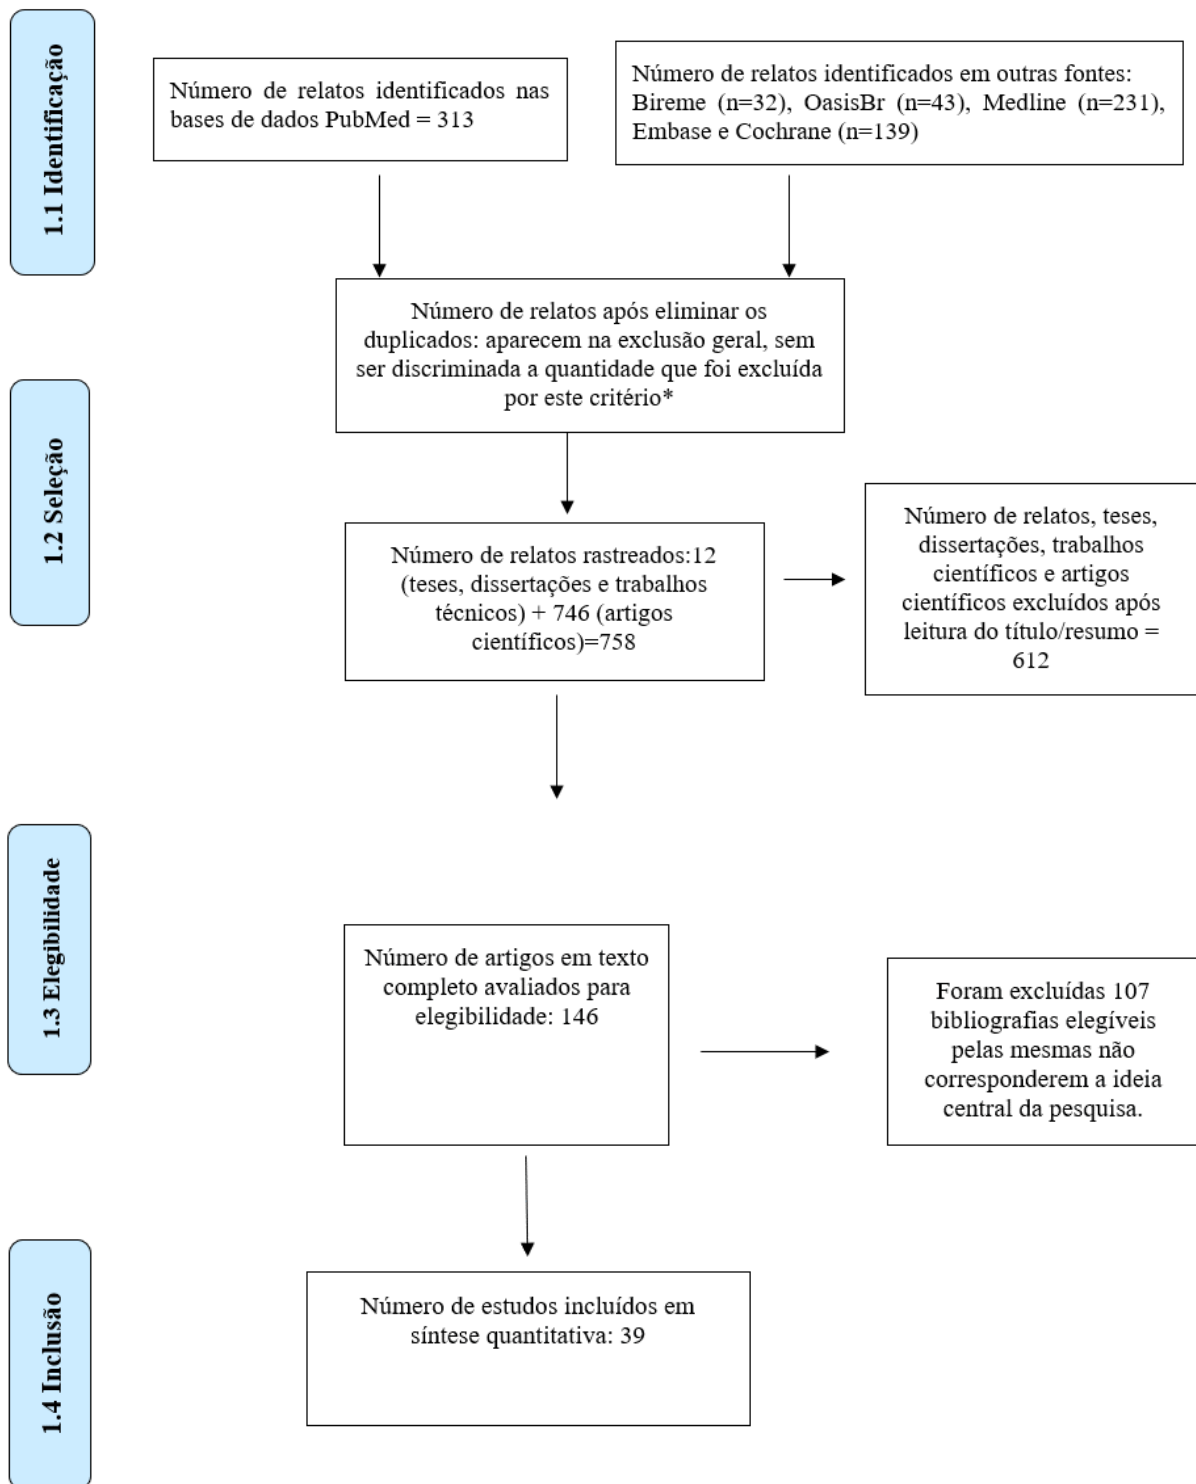 1.1 Identificação
Número de relatos identificados nas
bases de dados PubMed = 313
Número de relatos identificados em outras fontes:
Bireme (n=32), OasisBr (n=43), Medline (n=231),
Embase e Cochrane (n=139)
Número de relatos após eliminar os
duplicados: aparecem na exclusão geral, sem
ser discriminada a quantidade que foi excluída
por este critério*
1.2 Seleção
Número de relatos rastreados:12
(teses, dissertações e trabalhos
técnicos) + 746 (artigos
científicos)=758
Número de relatos, teses,
dissertações, trabalhos
científicos e artigos
científicos excluídos após
leitura do título/resumo =
612
1.3 Elegibilidade
Número de artigos em texto
completo avaliados para
elegibilidade: 146
Foram excluídas 107
bibliografias elegíveis
pelas mesmas não
corresponderem a ideia
central da pesquisa.
1.4 Inclusão
Número de estudos incluídos em
síntese quantitativa: 39